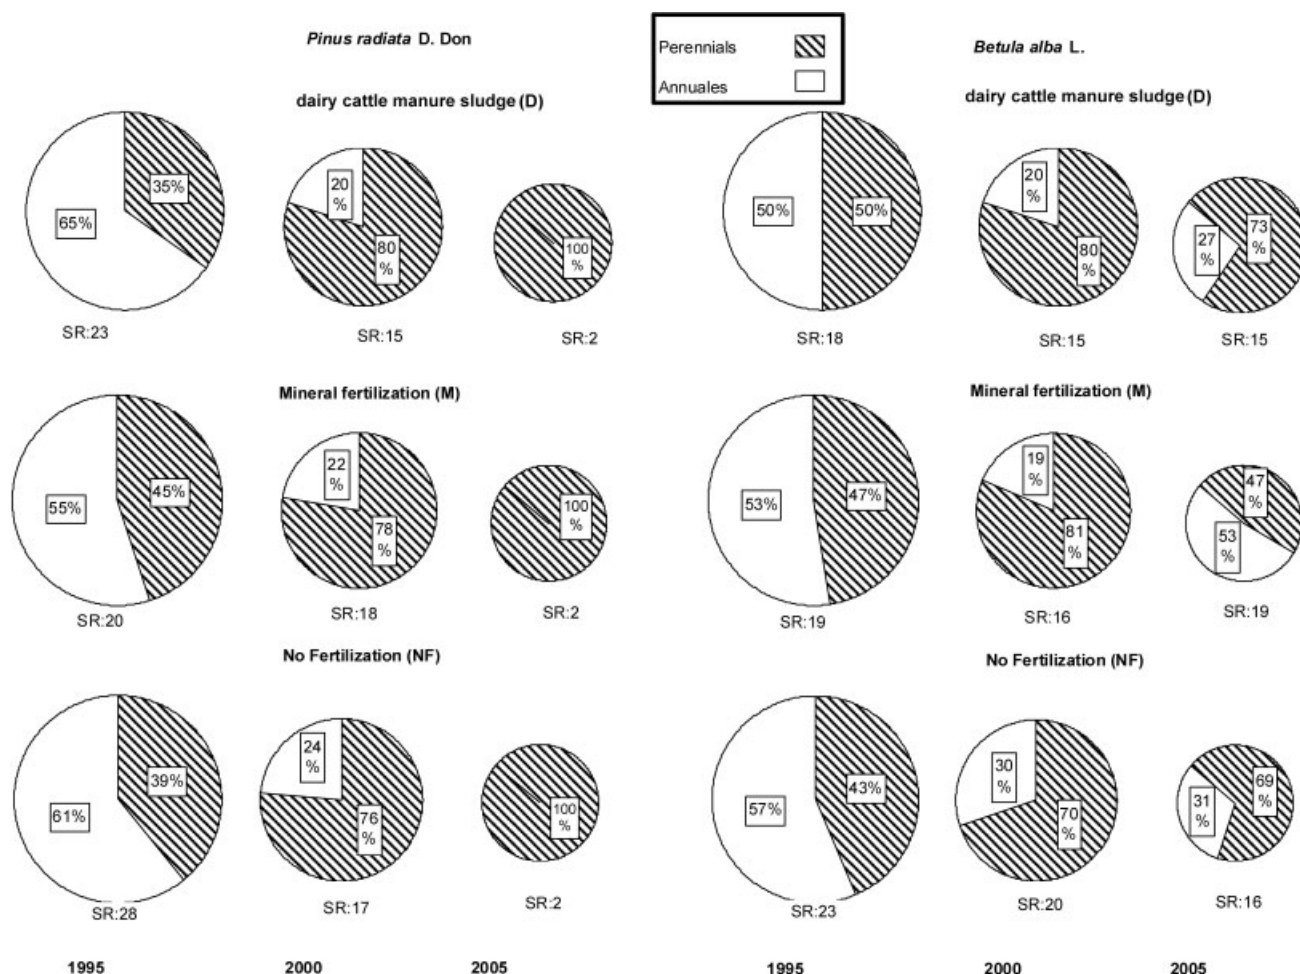 Pinus radiata D. Don
Perennials
Annuales
Betula alba L.
dairy cattle manure sludge (D)
dairy cattle manure sludge (D)
35%
65%
20
%
80
%
100
%
50%
50%
20
%
80
%
73
%
27
%
SR:23
SR:15
SR:2
SR:18
SR:15
SR:15
Mineral fertilization (M)
Mineral fertilization (M)
45%
55%
22
%
78
%
100
%
53%
47%
19
%
81
%
47
%
53
%
SR:20
SR:18
SR:2
SR:19
SR:16
SR:19
No Fertilization (NF)
No Fertilization (NF)
39%
61%
24
%
76
%
100
%
57%
43%
30
%
70
%
69
%
31
%
SR:28
SR:17
SR:2
SR:23
SR:20
SR:16
1995
2000
2005
1995
2000
2005